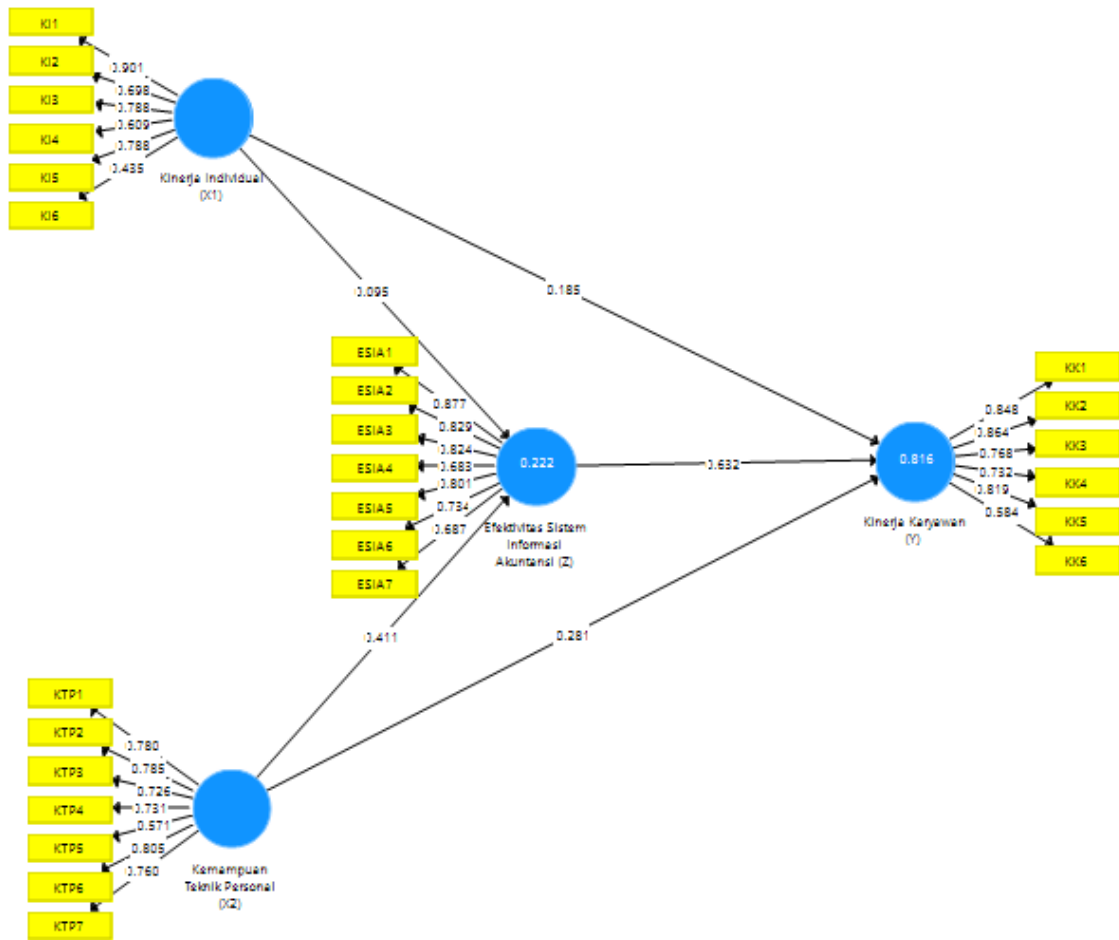 KI1
KI2
KI3
KI4
KI5
KI6
0.901
0.698
0.788
0.609
0.788
0.435
Kinerja Individual
(X1)
0.095
0.185
ESIA1
ESIA2
ESIA3
ESIA4
ESIA5
ESIA6
ESIA7
0.877
0.829
0.824
0.683
0.801
0.734
0.687
0.222
Efektivitas Sistem
Informasi
Akuntansi (Z)
0.632
0.816
Kinerja Karyawan
(Y)
0.848
0.864
0.768
0.732
0.819
0.584
KK1
KK2
KK3
KK4
KK5
KK6
0.411
0.281
KTP1
KTP2
KTP3
KTP4
KTP5
KTP6
KTP7
0.780
0.785
0.726
0.731
0.571
0.805
0.760
Kemampuan
Teknik Personal
(X2)